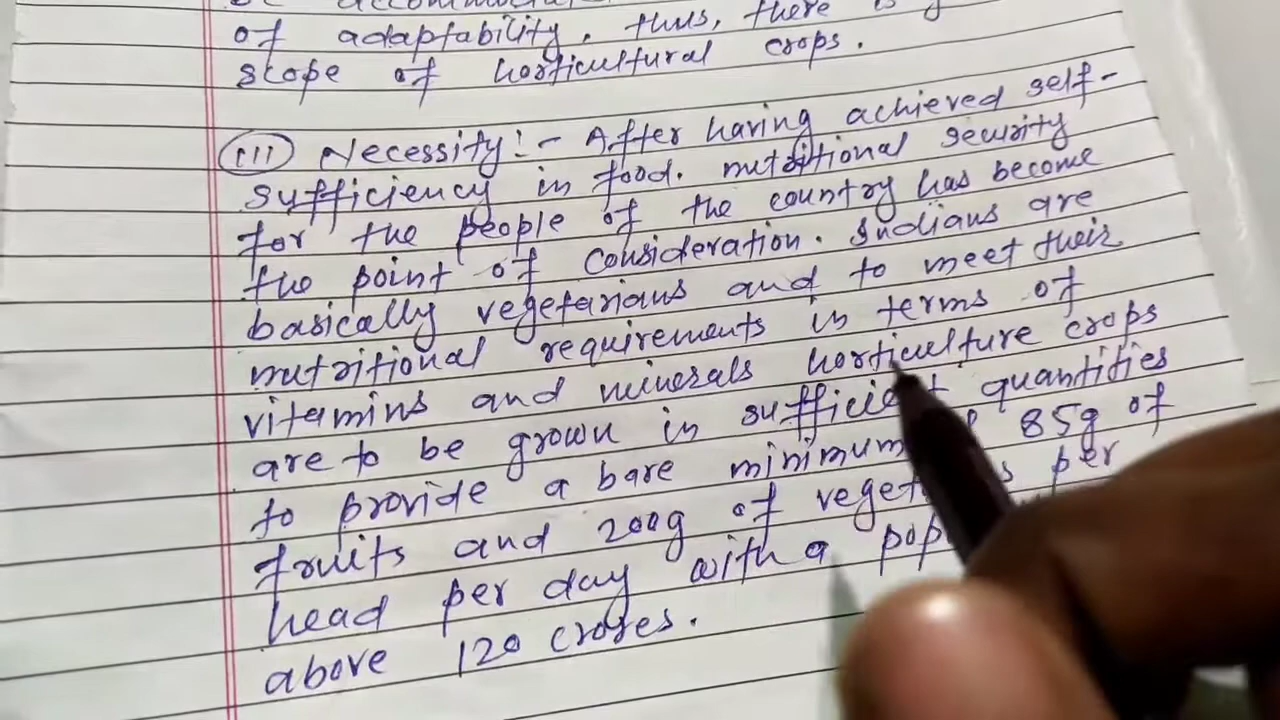 of adaptability. thus, there is
scope of horticultural crops.
(III) Necessity:- After having achieved self-
sufficiency in food. nutritional security
for the people of the country has become
the point of consideration. Indians are
basically vegetarians and to meet their
nutritional requirements in terms of
vitamins and minerals horticulture crops
are to be grown in sufficient quantities
to provide a bare minimum 85g of
fruits and 200g of per
head per day with a
above 120 crores.